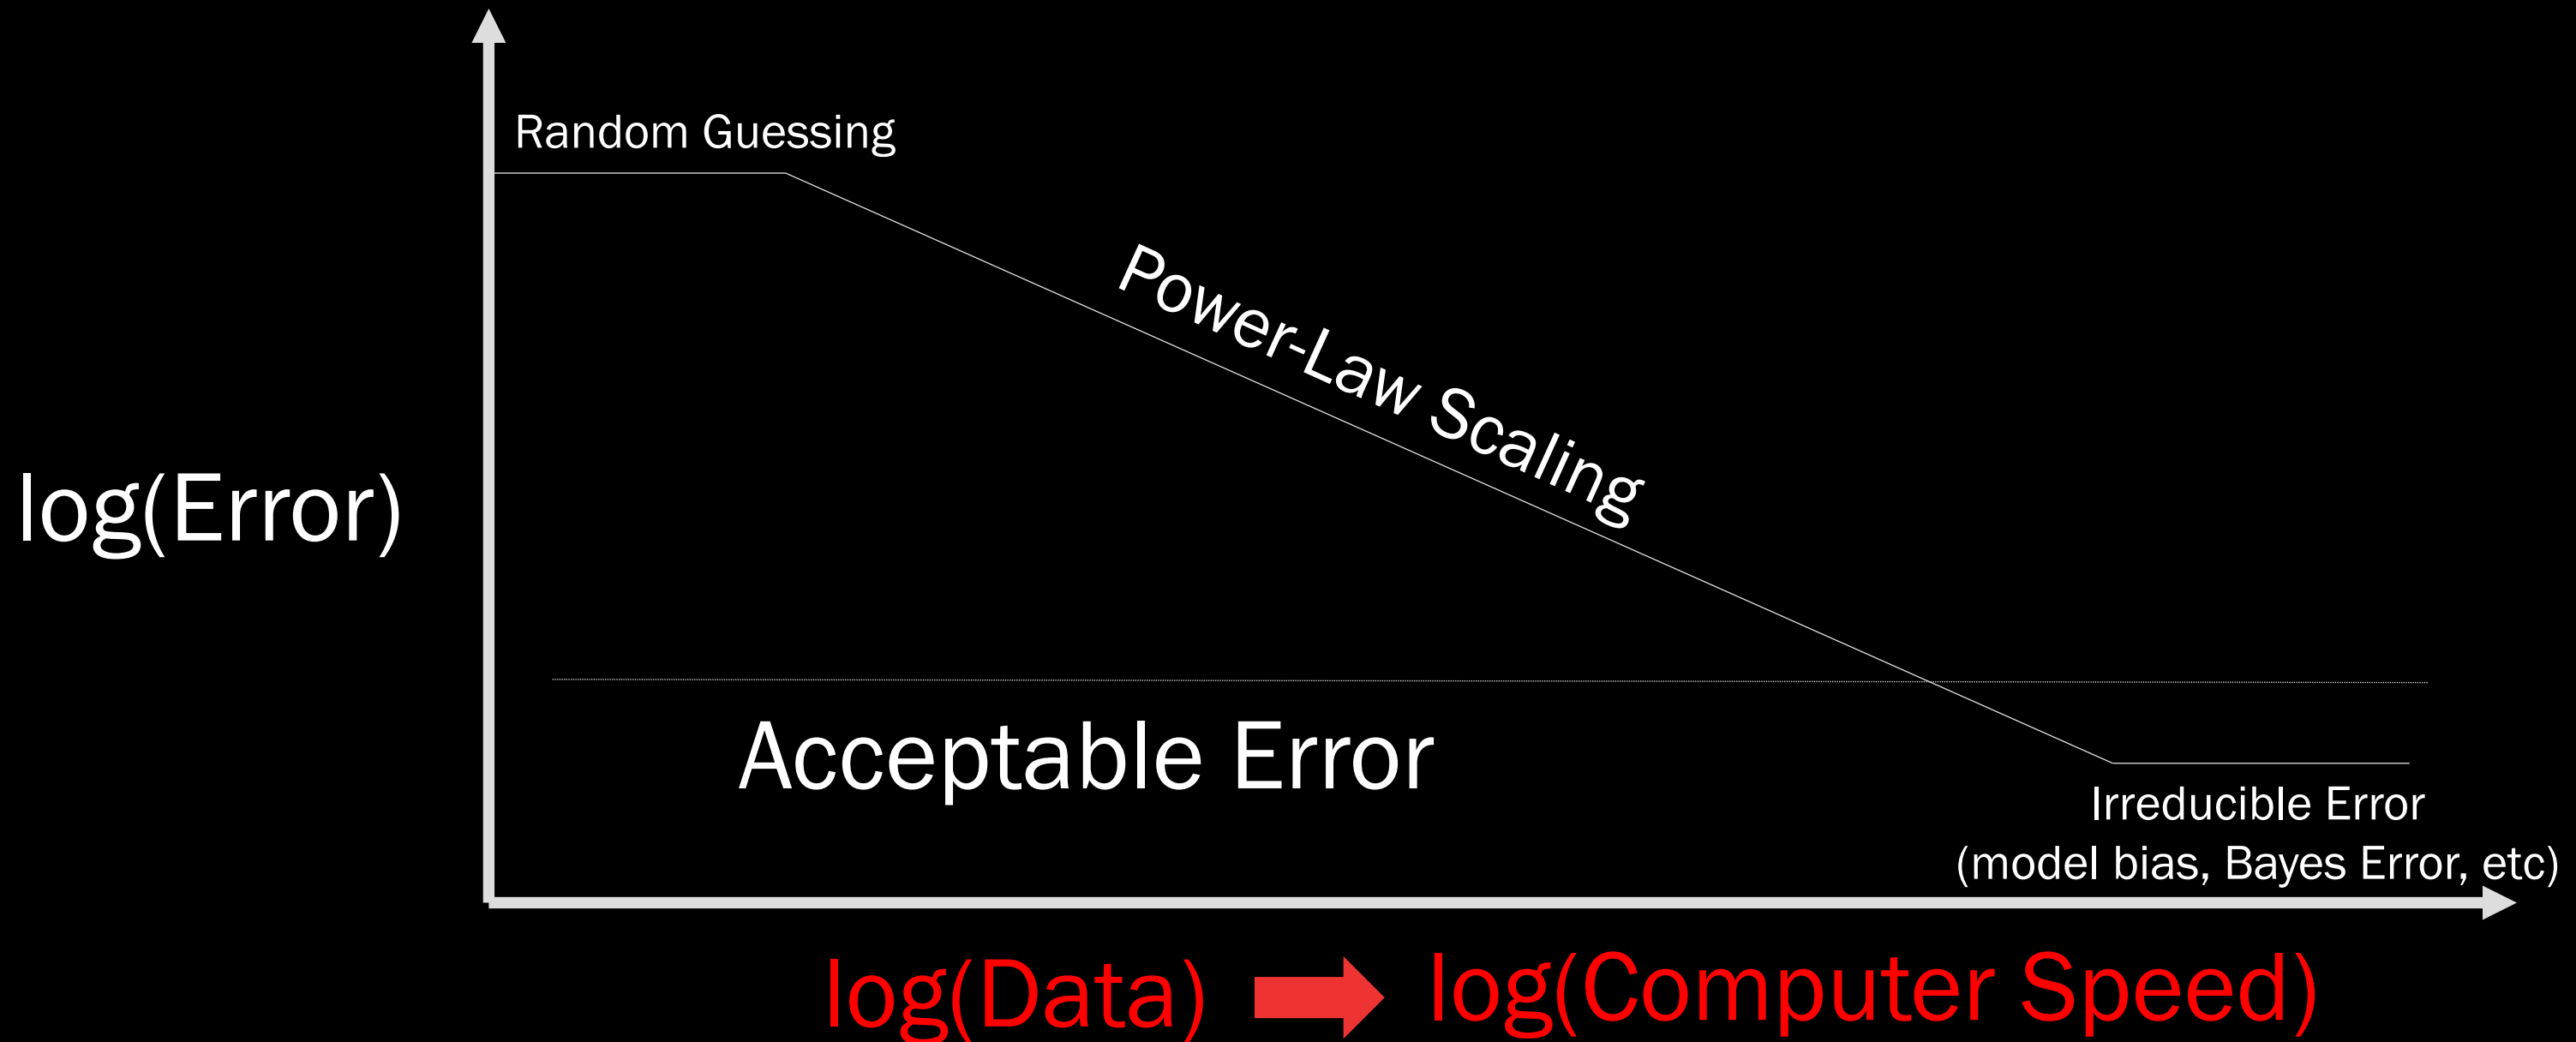 Random Guessing
Power-Law Scaling
log(Error)
Acceptable Error
Irreducible Error
(model bias, Bayes Error, etc)
log(Data)
log(Computer Speed)